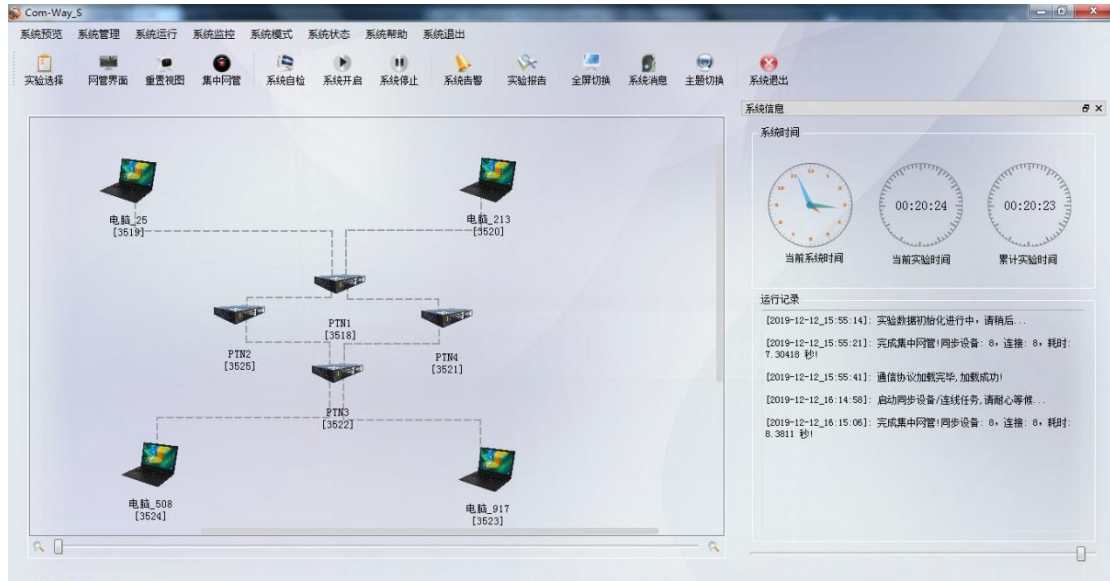 Com-Way_S
系统预览 系统管理 系统运行 系统监控 系统模式 系统状态 系统帮助 系统退出
实验选择 网管界面 重置视图 集中网管 系统自检 系统开启 系统停止 系统告警 实验报告 全屏切换 系统消息 主题切换 系统退出
系统信息
系统时间
00:20:24
00:20:23
当前系统时间
当前实验时间
累计实验时间
电脑_25
[3519]
电脑_213
[3520]
PTN1
[3518]
PTN2
[3525]
PTN4
[3521]
PTN3
[3522]
电脑_508
[3524]
电脑_917
[3523]
运行记录
[2019-12-12_15:55:14]: 实验数据初始化进行中，请稍后...
[2019-12-12_15:55:21]: 完成集中网管!同步设备: 8，连接: 8，耗时:
7.30418 秒!
[2019-12-12_15:55:41]: 通信协议加载完毕,加载成功!
[2019-12-12_16:14:58]: 启动同步设备/连线任务,请耐心等候...
[2019-12-12_16:15:06]: 完成集中网管!同步设备: 8，连接: 8，耗时:
8.3811 秒!